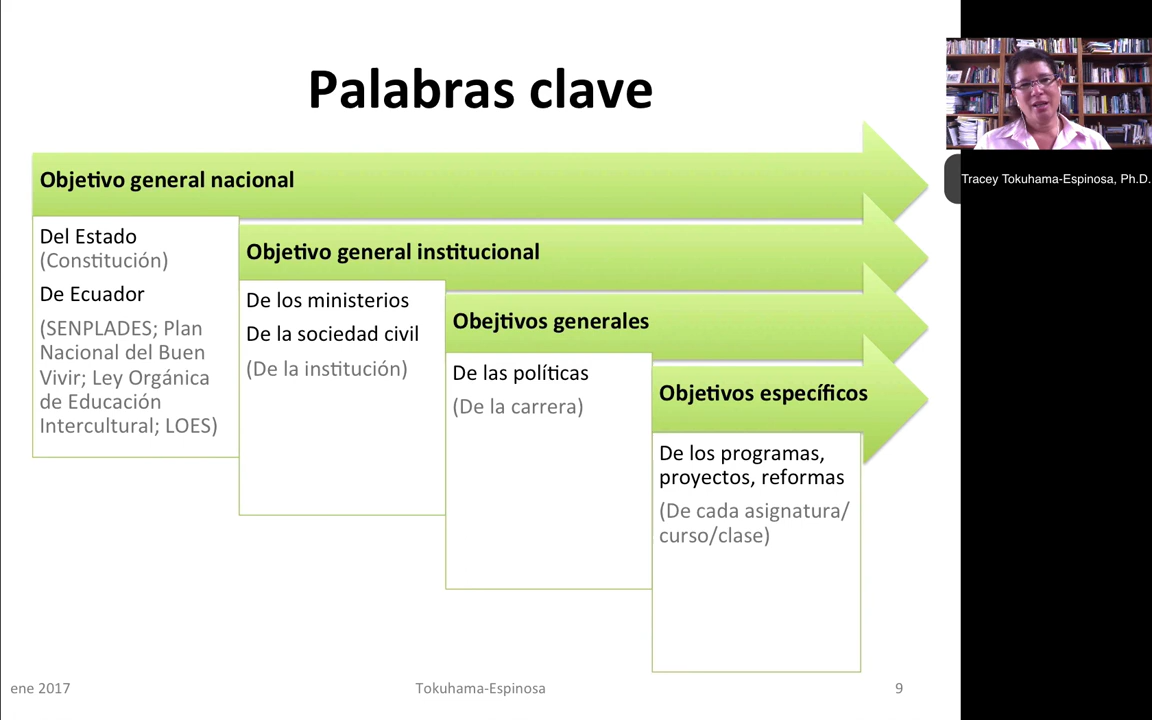 Palabras clave
Objetivo general nacional
Del Estado
(Constitución)
De Ecuador
(SENPLADES; Plan
Nacional del Buen
Vivir; Ley Orgánica
de Educación
Intercultural; LOES)
Objetivo general institucional
De los ministerios
De la sociedad civil
(De la institución)
Obejtivos generales
De las políticas
(De la carrera)
Objetivos específicos
De los programas,
proyectos, reformas
(De cada asignatura/
curso/clase)
ene 2017
Tokuhama-Espinosa
9
Tracey Tokuhama-Espinosa, Ph.D.